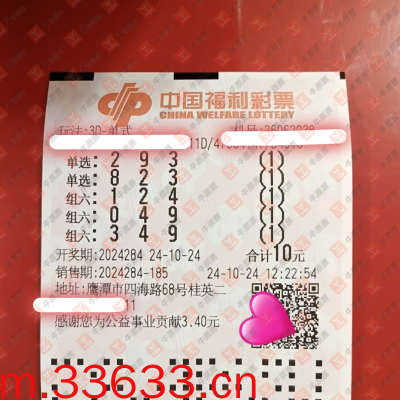 中国福利彩票
CHINA WELFARE LOTTERY
玩法:3D-单式
单选: 2 9 3 (1)
单选: 8 2 3 (1)
组六: 1 2 4 (1)
组六: 0 4 9 (1)
组六: 3 4 9 (1)
开奖期:2024284 24-10-24 合计10元
销售期:2024284-185 24-10-24 12:22:54
地址:鹰潭市四海路68号桂英二
11
感谢您为公益事业贡献3.40元
m.33633.cn